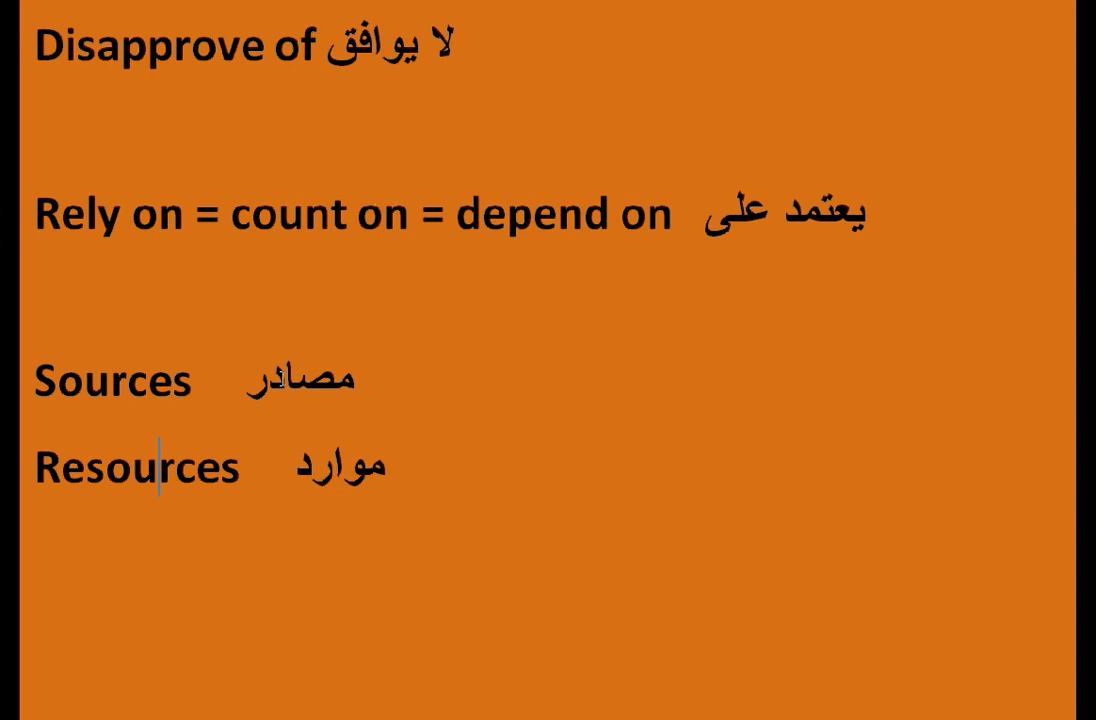 Disapprove of لا يوافق
Rely on = count on = depend on يعتمد على
Sources مصادر
Resources موارد